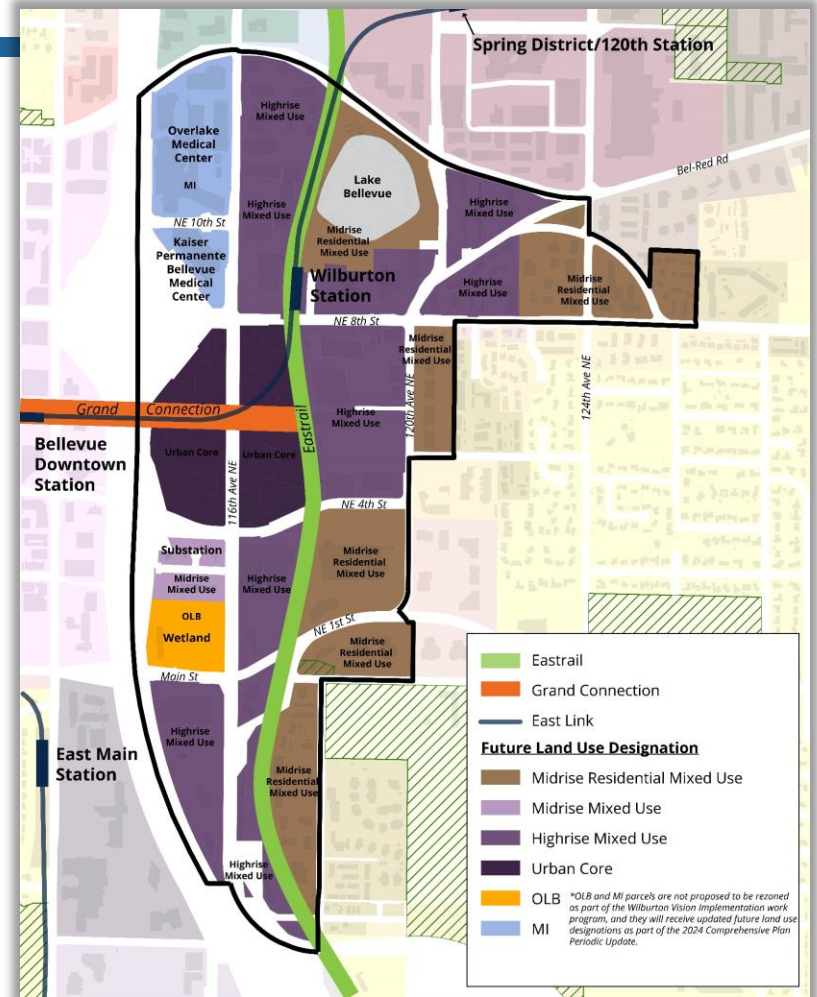 Spring District/120th Station
Highrise
Mixed Use
Overlake
Medical
Center
MI
Lake
Bellevue
Bel-Red Rd
Highrise
Mixed Use
Highrise
Mixed Use
NE 10th St
Midrise
Residential
Mixed Use
Kaiser
Permanente
Bellevue
Medical
Center
Wilburton
Station
Highrise
Mixed Use
Midrise
Residential
Mixed Use
NE 8th St
Midrise
Residential
Mixed Use
120th Ave NE
124th Ave NE
Grand Connection
Eastrail
Highrise
Mixed Use
Bellevue
Downtown
Station
Urban Core
Urban Core
116th Ave NE
NE 4th St
Substation
Midrise
Mixed Use
Highrise
Mixed Use
Midrise
Residential
Mixed Use
OLB
Wetland
NE 1st St
Midrise
Residential
Mixed Use
Main St
Highrise
Mixed Use
East Main
Station
Midrise
Residential
Mixed Use
Highrise
Mixed Use
Eastrail
Grand Connection
East Link
Future Land Use Designation
Midrise Residential Mixed Use
Midrise Mixed Use
Highrise Mixed Use
Urban Core
OLB
MI
*OLB and MI parcels are not proposed to be rezoned
as part of the Wilburton Vision Implementation work
program, and they will receive updated future land use
designations as part of the 2024 Comprehensive Plan
Periodic Update.